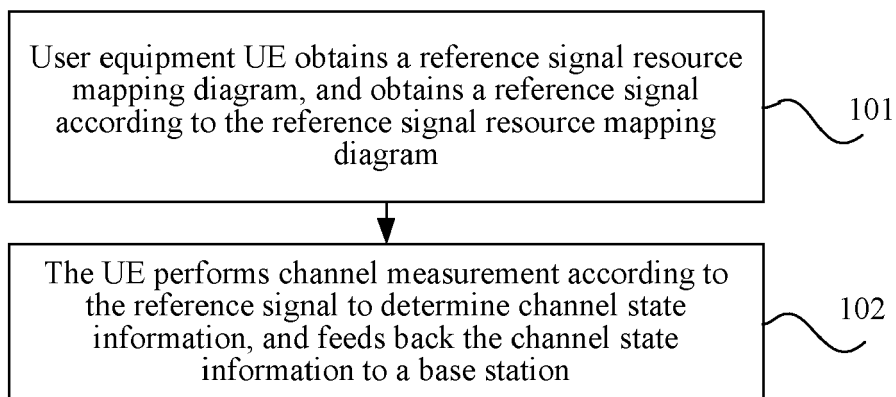 User equipment UE obtains a reference signal resource
mapping diagram, and obtains a reference signal
according to the reference signal resource mapping
diagram
101
The UE performs channel measurement according to
the reference signal to determine channel state
information, and feeds back the channel state
information to a base station
102